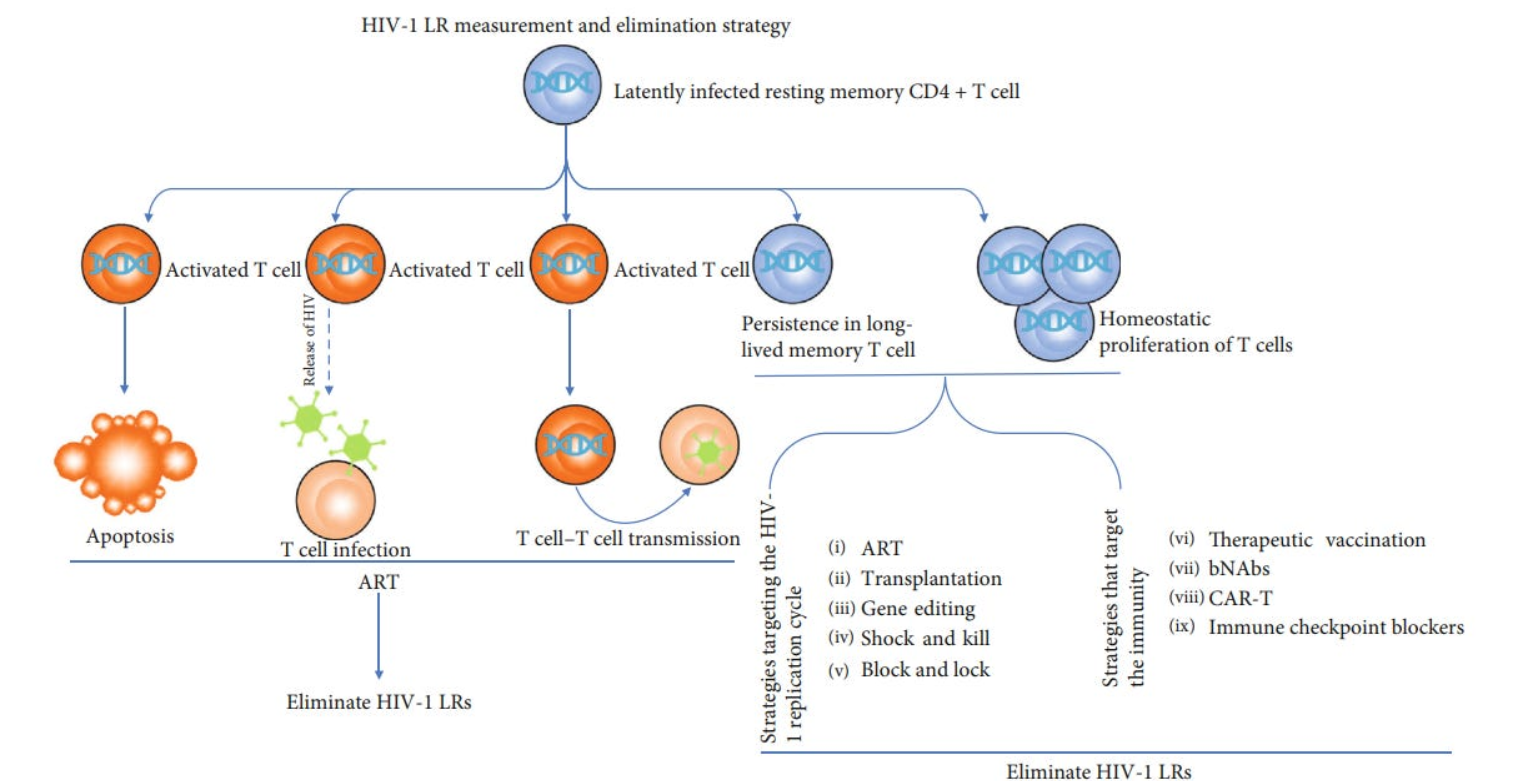 HIV-1 LR measurement and elimination strategy
Latently infected resting memory CD4 + T cell
Activated T cell
Activated T cell
Activated T cell
Release of HIV
Persistence in long-
lived memory T cell
Homeostatic
proliferation of T cells
Apoptosis
T cell infection
T cell–T cell transmission
ART
Eliminate HIV-1 LRs
Strategies targeting the HIV-
1 replication cycle
(i) ART
(ii) Transplantation
(iii) Gene editing
(iv) Shock and kill
(v) Block and lock
Strategies that target
the immunity
(vi) Therapeutic vaccination
(vii) bNAbs
(viii) CAR-T
(ix) Immune checkpoint blockers
Eliminate HIV-1 LRs